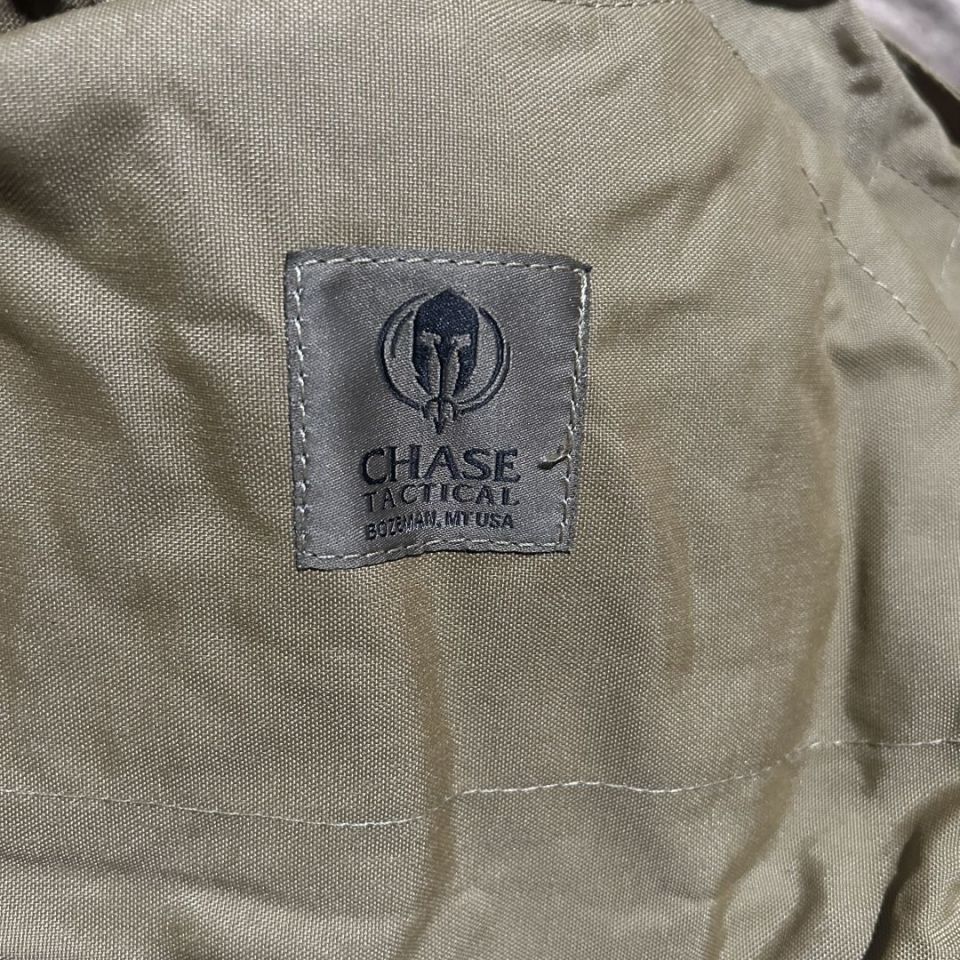 CHASE
TACTICAL
BOZEMAN, MT USA